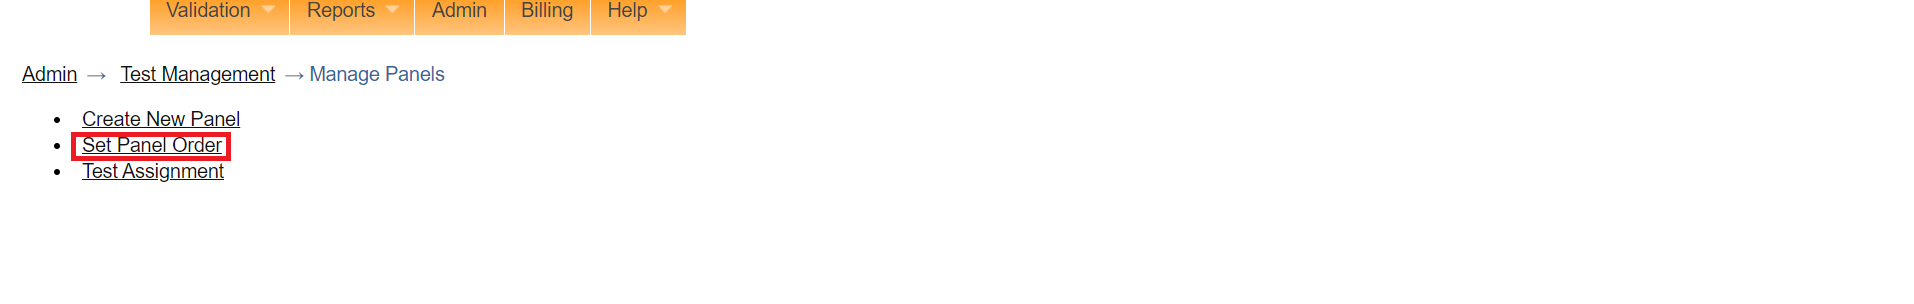 Validation Reports Admin Billing Help
Admin → Test Management → Manage Panels
• Create New Panel
• Set Panel Order
• Test Assignment